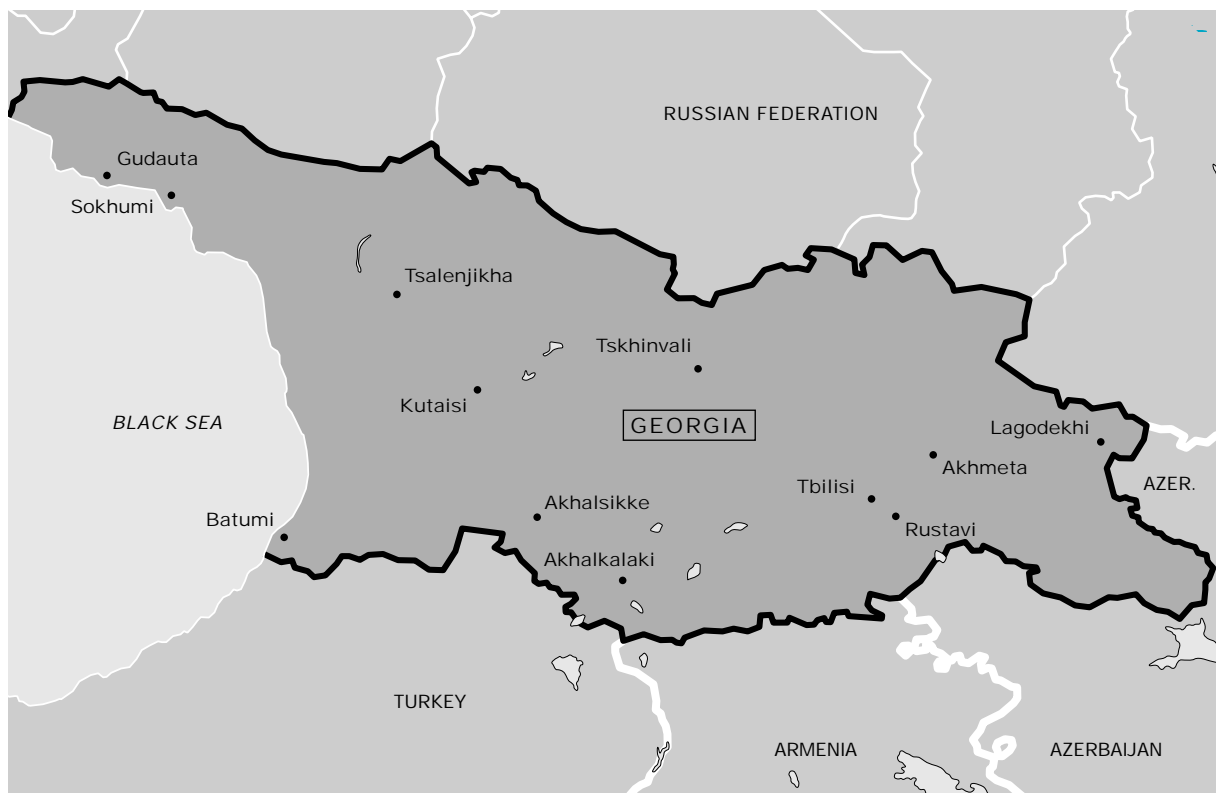 RUSSIAN FEDERATION
Gudauta
Sokhumi
Tsalenjikha
Tskhinvali
Kutaisi
BLACK SEA
GEORGIA
Lagodekhi
Akhmeta
AZER.
Tbilisi
Akhalsikke
Batumi
Rustavi
Akhalkalaki
TURKEY
ARMENIA
AZERBAIJAN